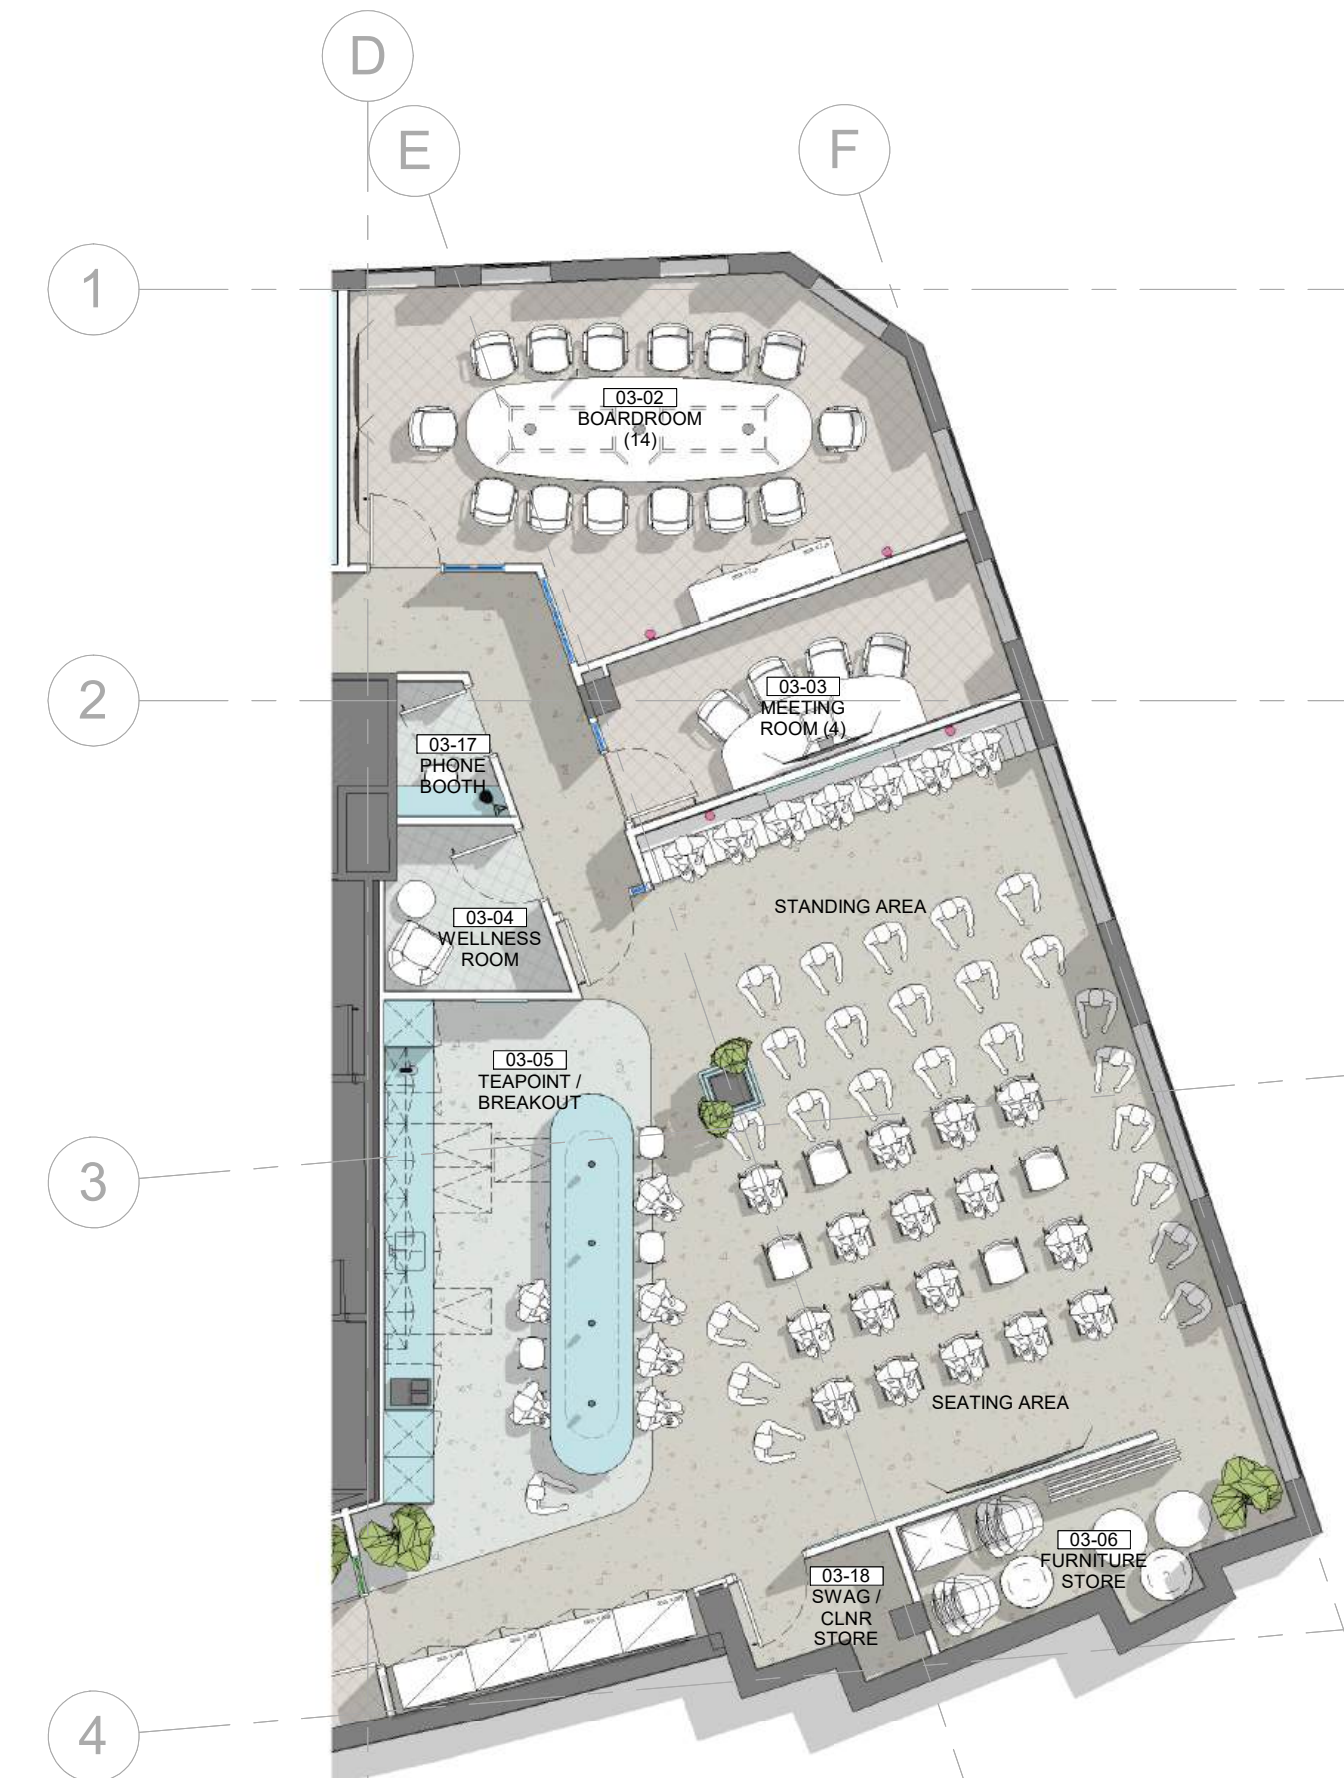 D
E
F
1
03-02
BOARDROOM
(14)
2
03-03
MEETING
ROOM (4)
03-17
PHONE
BOOTH
STANDING AREA
03-04
WELLNESS
ROOM
03-05
TEAPOINT /
BREAKOUT
3
SEATING AREA
03-06
FURNITURE
STORE
03-18
SWAG /
CLNR
STORE
4